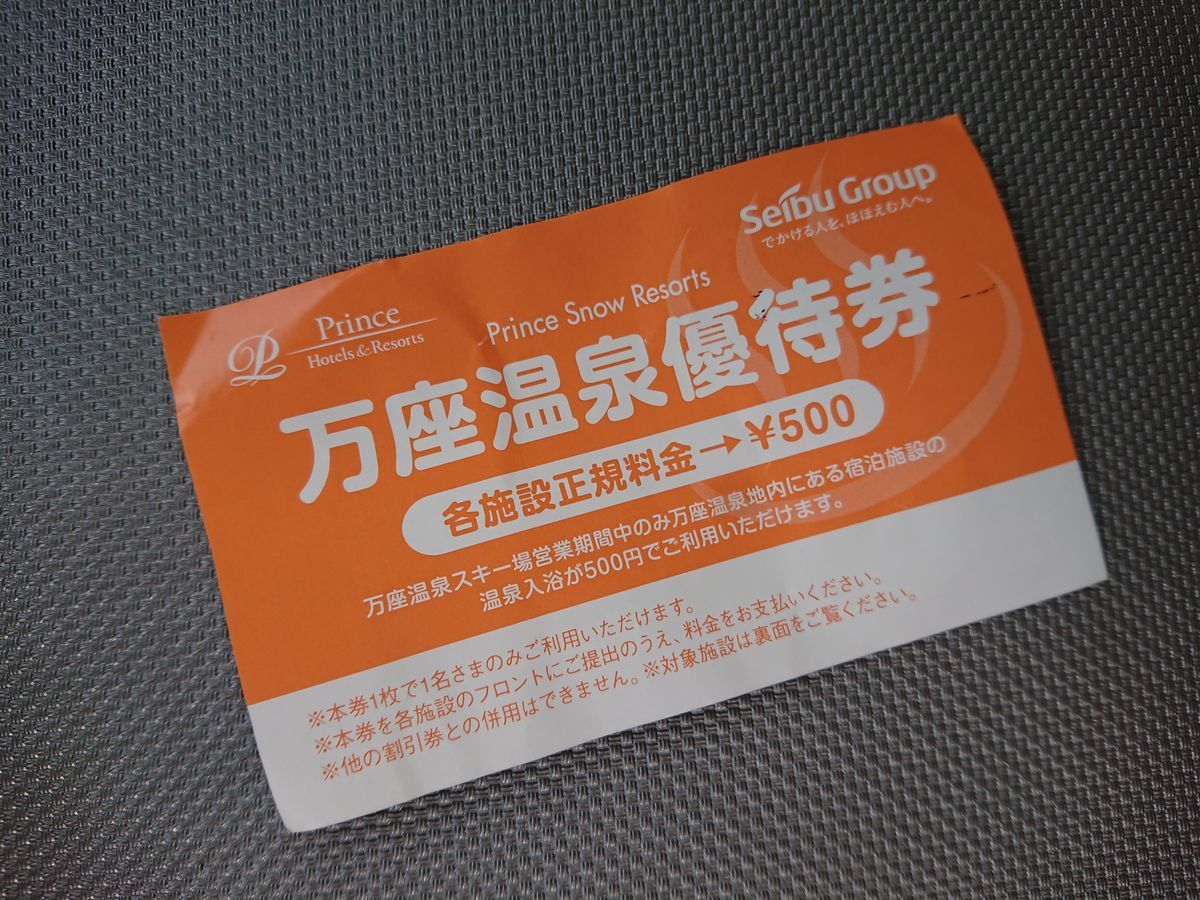 Seibu Group
でかける人を、ほほえむ人へ。
Prince
Hotels & Resorts
Prince Snow Resorts
万座温泉優待券
各施設正規料金→¥500
万座温泉スキー場営業期間中のみ万座温泉地内にある宿泊施設の
温泉入浴が500円でご利用いただけます。
※本券1枚で1名さまのみご利用いただけます。
※本券を各施設のフロントにご提出のうえ、料金をお支払いください。
※他の割引券との併用はできません。※対象施設は裏面をご覧ください。